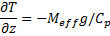 ∂T/∂z = −M_eff g/C_p